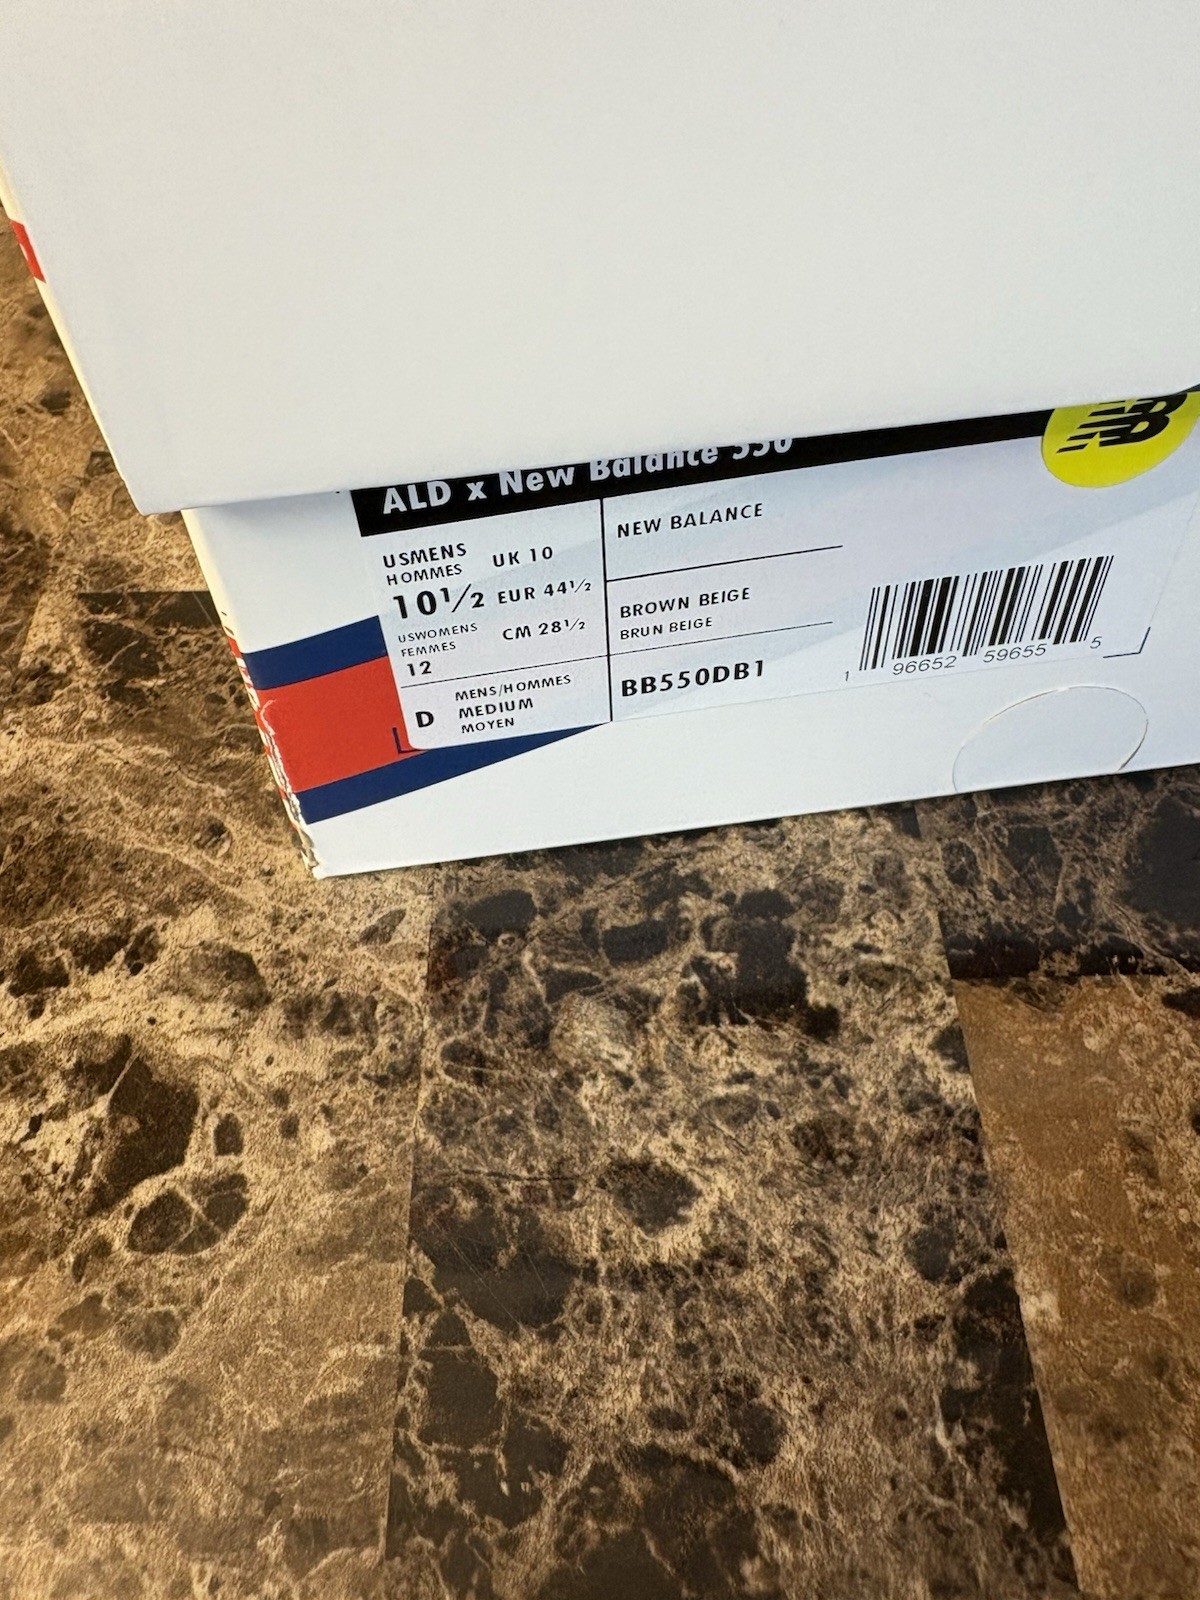 ALD x New Balance 550
USMENS
HOMMES
UK 10
10½
EUR 44½
USWOMENS
FEMMES
CM 28½
12
D
MENS/HOMMES
MEDIUM
MOYEN
NEW BALANCE
BROWN BEIGE
BRUN BEIGE
BB550DB1
1 96652 59655 5